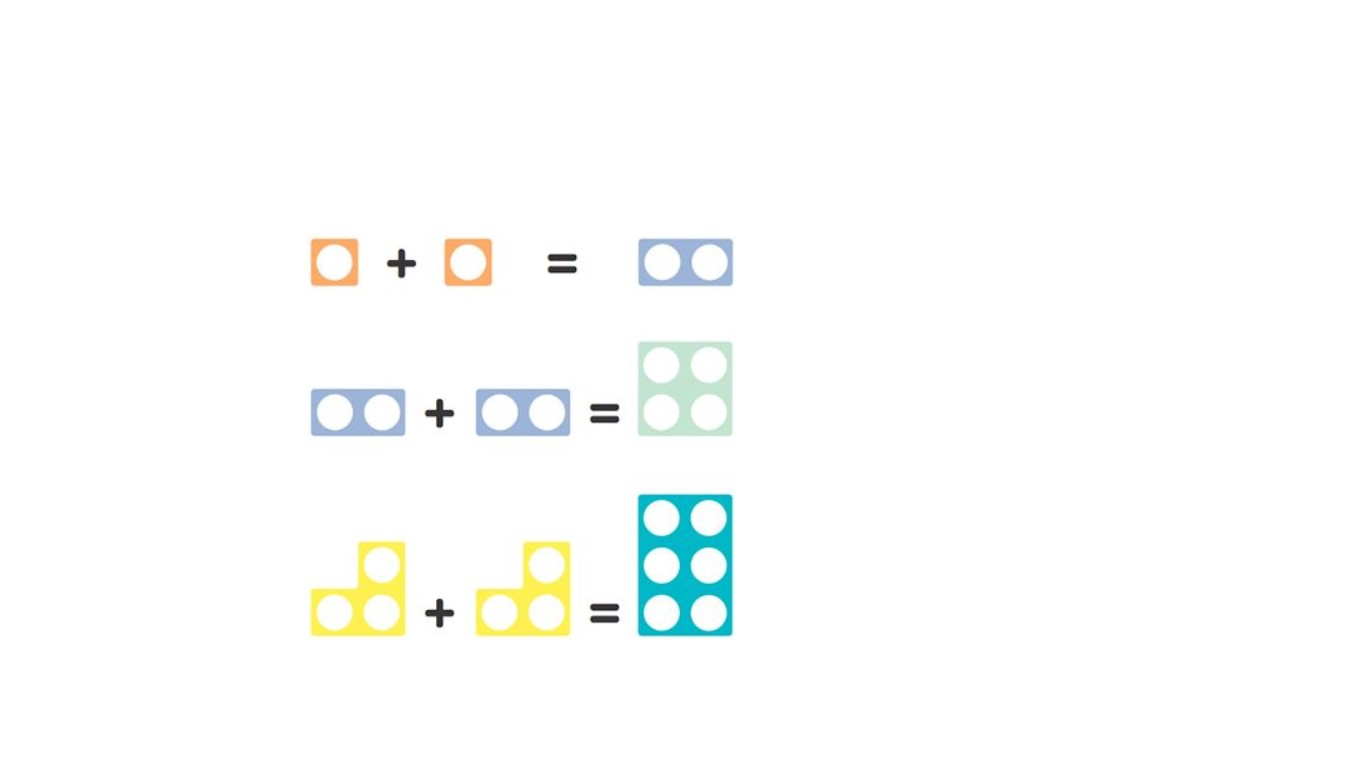 + =
+ =
+ =